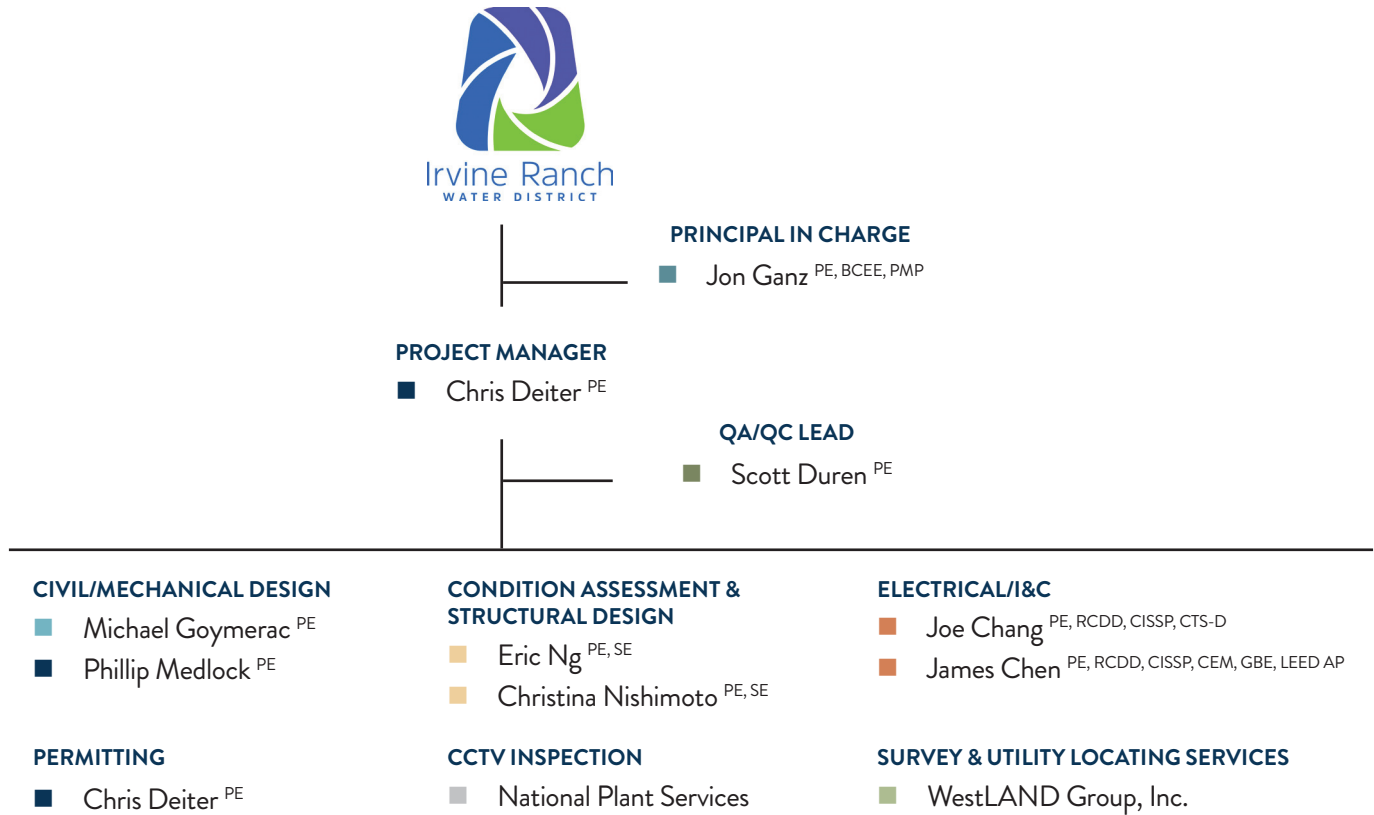 Irvine Ranch
WATER DISTRICT
PRINCIPAL IN CHARGE
Jon Ganz PE, BCEE, PMP
PROJECT MANAGER
Chris Deiter PE
QA/QC LEAD
Scott Duren PE
CIVIL/MECHANICAL DESIGN
Michael Goymerac PE
Phillip Medlock PE
CONDITION ASSESSMENT &
STRUCTURAL DESIGN
Eric Ng PE, SE
Christina Nishimoto PE, SE
ELECTRICAL/I&C
Joe Chang PE, RCDD, CISSP, CTS-D
James Chen PE, RCDD, CISSP, CEM, GBE, LEED AP
PERMITTING
Chris Deiter PE
CCTV INSPECTION
National Plant Services
SURVEY & UTILITY LOCATING SERVICES
WestLAND Group, Inc.